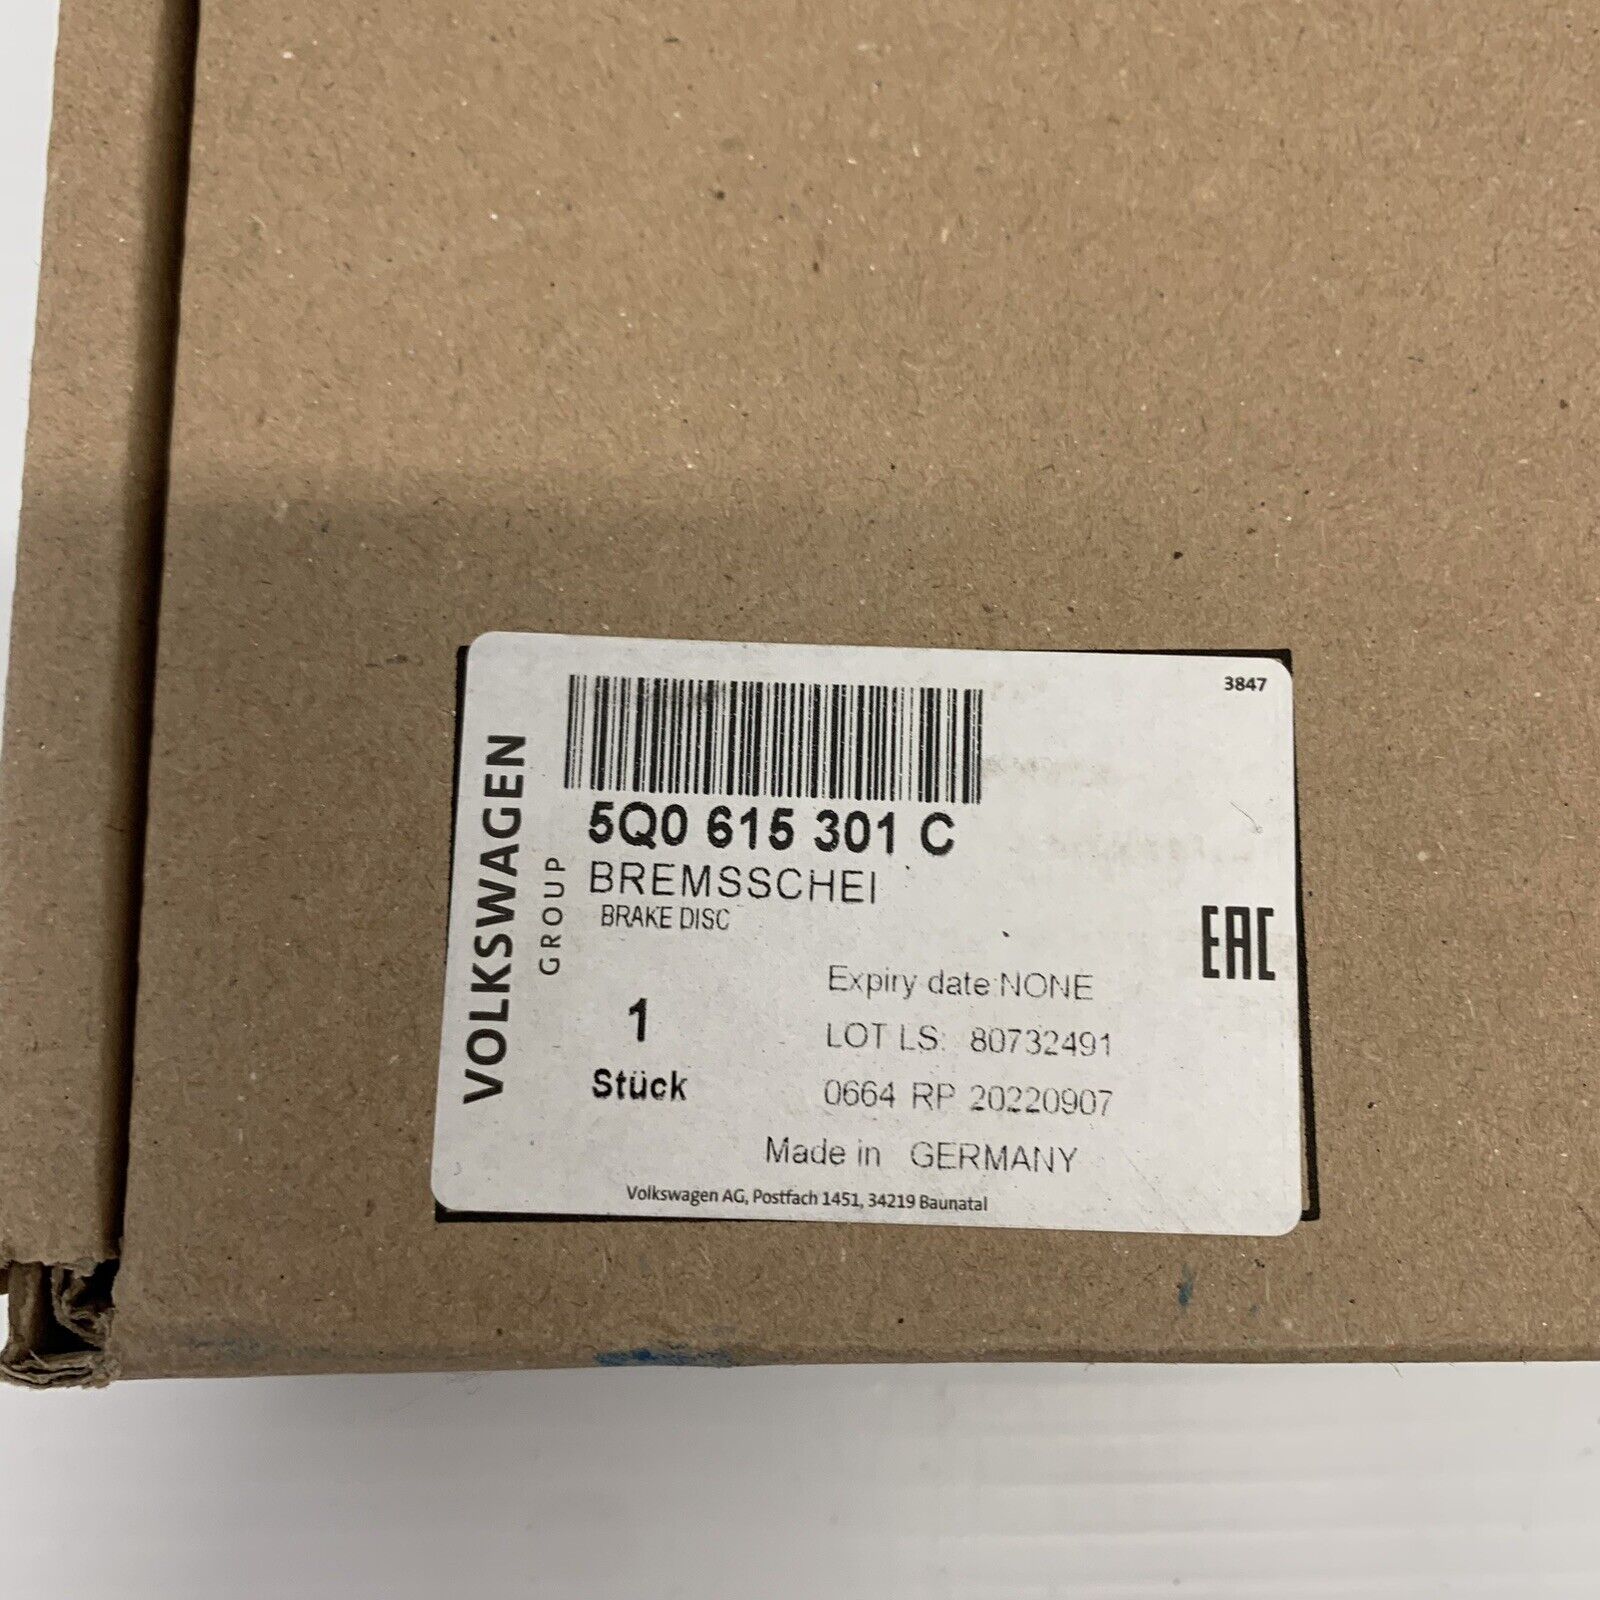 3847
VOLKSWAGEN
GROUP
5Q0 615 301 C
BREMSSCHEI
BRAKE DISC
EAC
Expiry date:NONE
1
LOT LS: 80732491
Stück
0664 RP 20220907
Made in GERMANY
Volkswagen AG, Postfach 1451, 34219 Baunatal